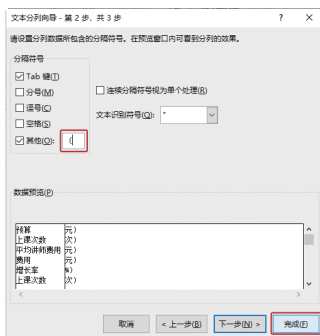 文本分列向导 - 第 2 步，共 3 步 ? ×
请设置分列数据所包含的分隔符号。在预览窗口内可看到分列的效果。
分隔符号
Tab 键(T)
分号(M) 连续分隔符号视为单个处理(R)
逗号(C) 文本识别符号(Q): "
空格(S)
其他(O): (
数据预览(P)
预算 元)
上课次数 次)
平均讲师费用 元)
费用 元)
增长率 %)
上课次数 次)
取消 < 上一步(B) 下一步(N) > 完成(F)